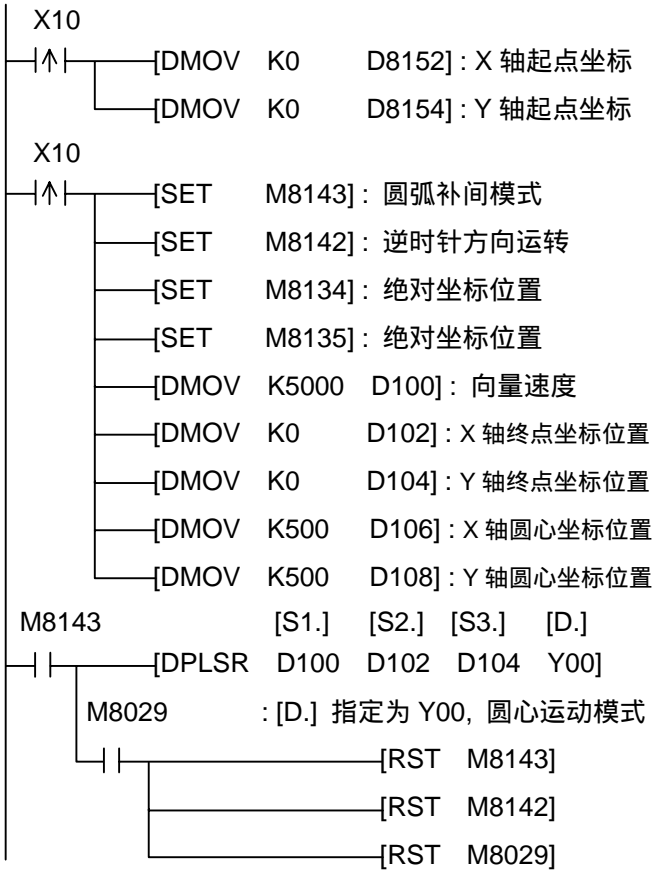 X10
[DMOV K0 D8152] : X 轴起点坐标
[DMOV K0 D8154] : Y 轴起点坐标
X10
[SET M8143] : 圆弧补间模式
[SET M8142] : 逆时针方向运转
[SET M8134] : 绝对坐标位置
[SET M8135] : 绝对坐标位置
[DMOV K5000 D100] : 向量速度
[DMOV K0 D102] : X 轴终点坐标位置
[DMOV K0 D104] : Y 轴终点坐标位置
[DMOV K500 D106] : X 轴圆心坐标位置
[DMOV K500 D108] : Y 轴圆心坐标位置
M8143 [S1.] [S2.] [S3.] [D.]
[DPLSR D100 D102 D104 Y00]
M8029 : [D.] 指定为 Y00, 圆心运动模式
[RST M8143]
[RST M8142]
[RST M8029]